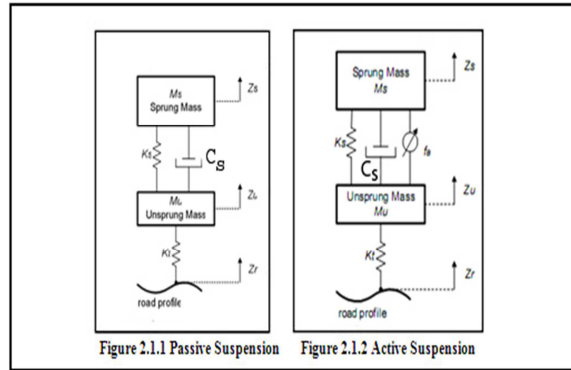 Ms
Sprung Mass
Zs
Ks
Cs
Mu
Unsprung Mass
Zu
Kt
Zr
road profile
Figure 2.1.1 Passive Suspension
Sprung Mass
Ms
Zs
Ks
Cs
fa
Unsprung Mass
Mu
Zu
Kt
Zr
road profile
Figure 2.1.2 Active Suspension